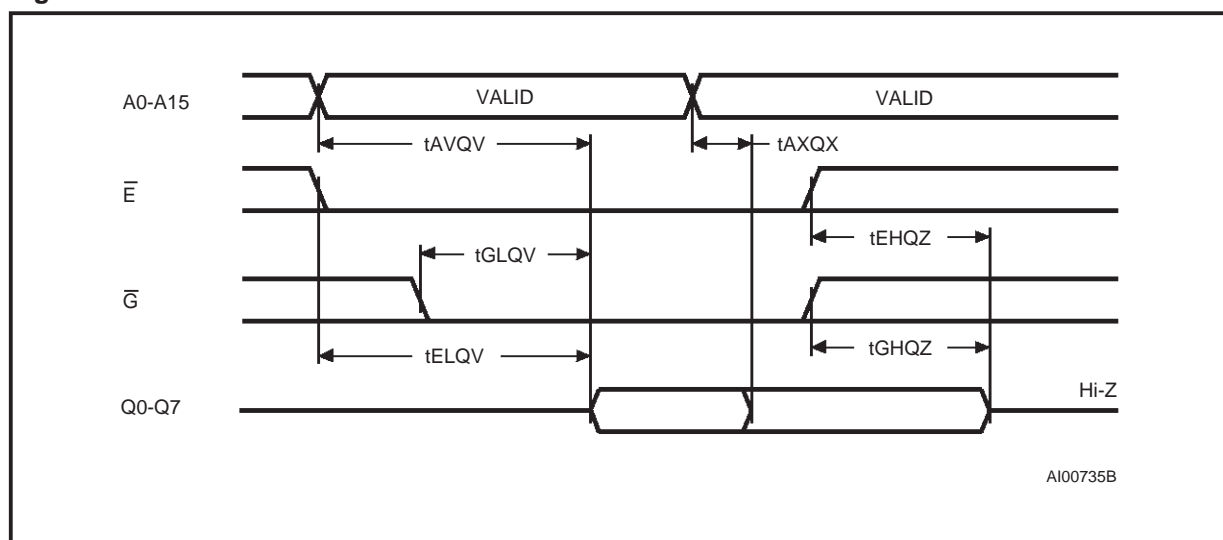 A0-A15
VALID
VALID
tAVQV
tAXQX
Ē
tEHQZ
tGLQV
G̅
tGHQZ
tELQV
Hi-Z
Q0-Q7
AI00735B